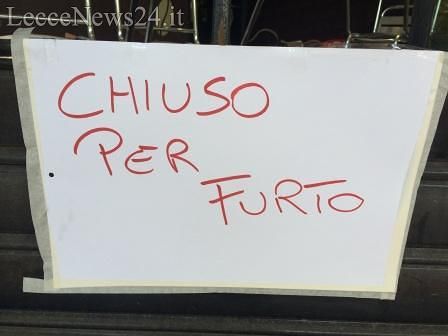 LecceNews24.it
CHIUSO
PER
FURTO